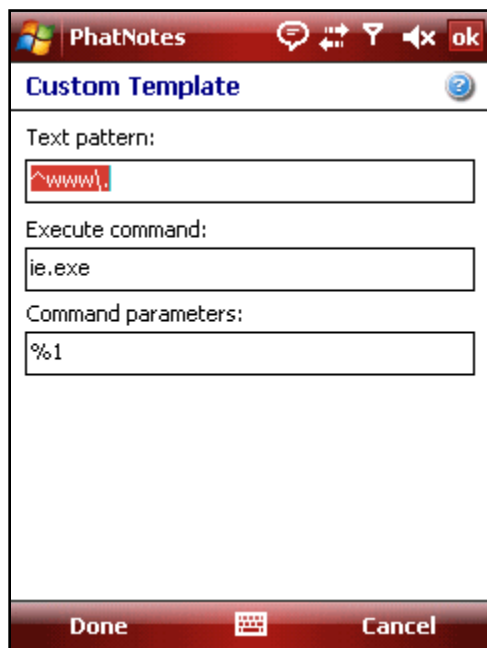 PhatNotes ok
Custom Template ?
Text pattern:
^www\.
Execute command:
ie.exe
Command parameters:
%1
Done Cancel